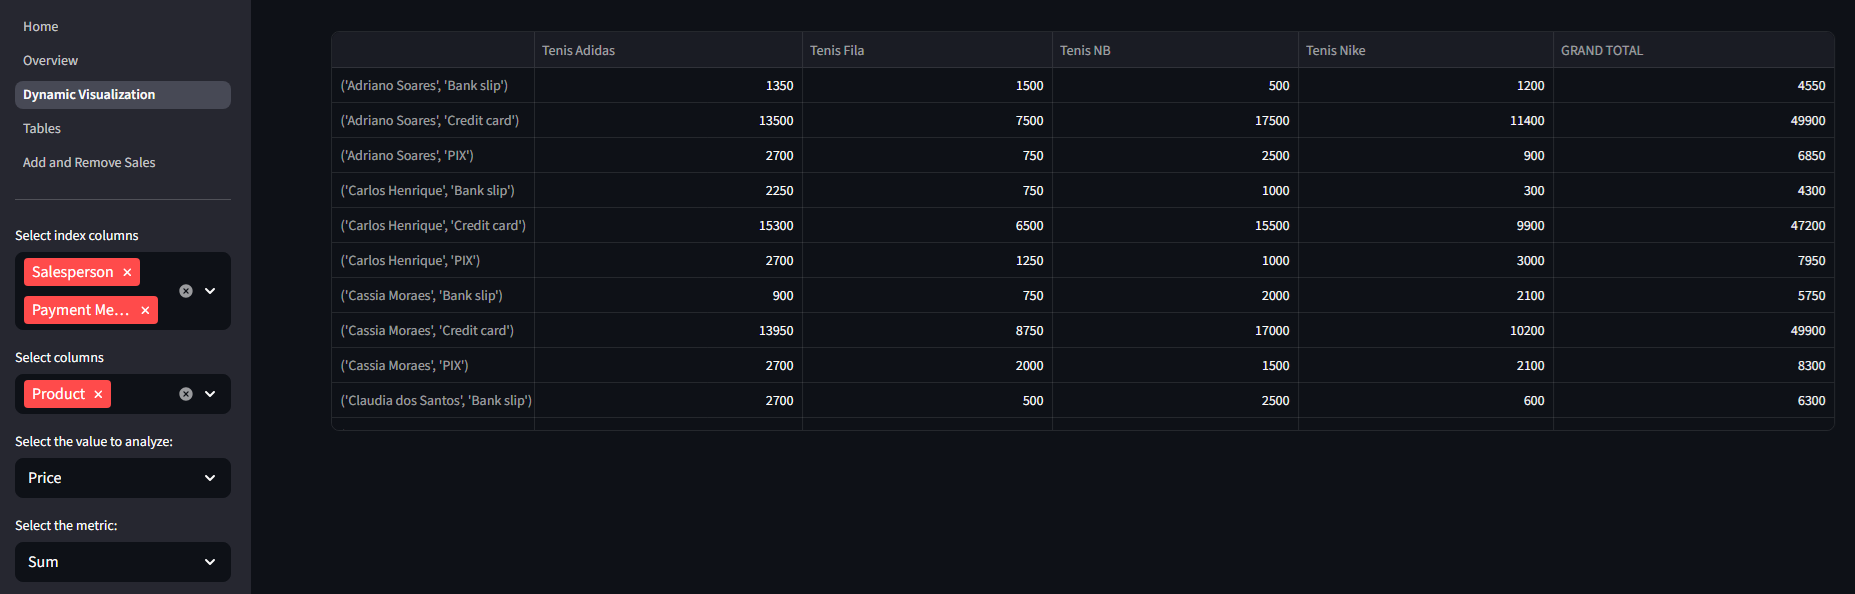 Home
Overview
Dynamic Visualization
Tables
Add and Remove Sales
Select index columns
Salesperson ×
Payment Me... ×
Select columns
Product ×
Select the value to analyze:
Price
Select the metric:
Sum
Tenis Adidas Tenis Fila Tenis NB Tenis Nike GRAND TOTAL
('Adriano Soares', 'Bank slip') 1350 1500 500 1200 4550
('Adriano Soares', 'Credit card') 13500 7500 17500 11400 49900
('Adriano Soares', 'PIX') 2700 750 2500 900 6850
('Carlos Henrique', 'Bank slip') 2250 750 1000 300 4300
('Carlos Henrique', 'Credit card') 15300 6500 15500 9900 47200
('Carlos Henrique', 'PIX') 2700 1250 1000 3000 7950
('Cassia Moraes', 'Bank slip') 900 750 2000 2100 5750
('Cassia Moraes', 'Credit card') 13950 8750 17000 10200 49900
('Cassia Moraes', 'PIX') 2700 2000 1500 2100 8300
('Claudia dos Santos', 'Bank slip') 2700 500 2500 600 6300